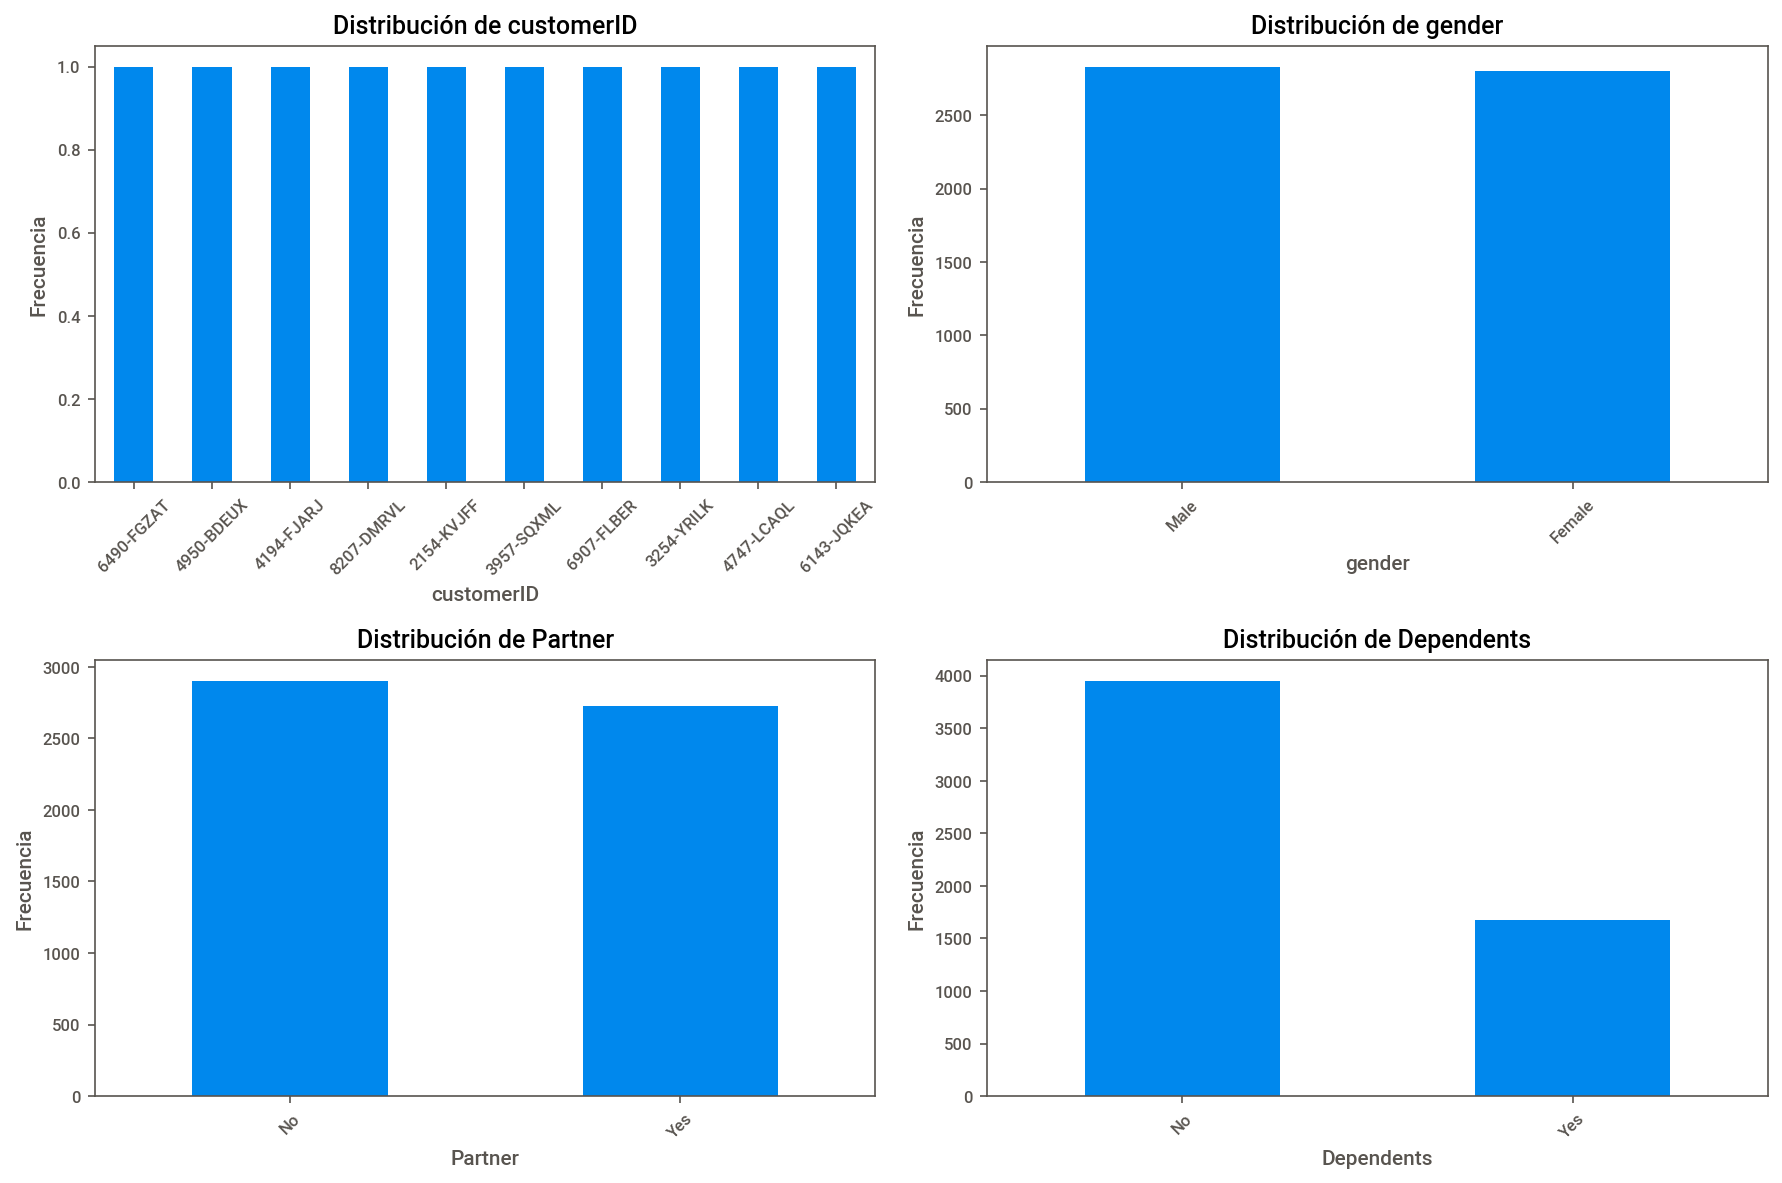 Distribución de customerID
Frecuencia
1.0
0.8
0.6
0.4
0.2
0.0
6490-FGZAT
4950-BDEUX
4194-FJARJ
8207-DMRVL
2154-KVJFF
3957-SQXML
6907-FLBER
3254-YRILK
4747-LCAQL
6143-JQKEA
customerID
Distribución de gender
Frecuencia
2500
2000
1500
1000
500
0
Male
Female
gender
Distribución de Partner
Frecuencia
3000
2500
2000
1500
1000
500
0
No
Yes
Partner
Distribución de Dependents
Frecuencia
4000
3500
3000
2500
2000
1500
1000
500
0
No
Yes
Dependents